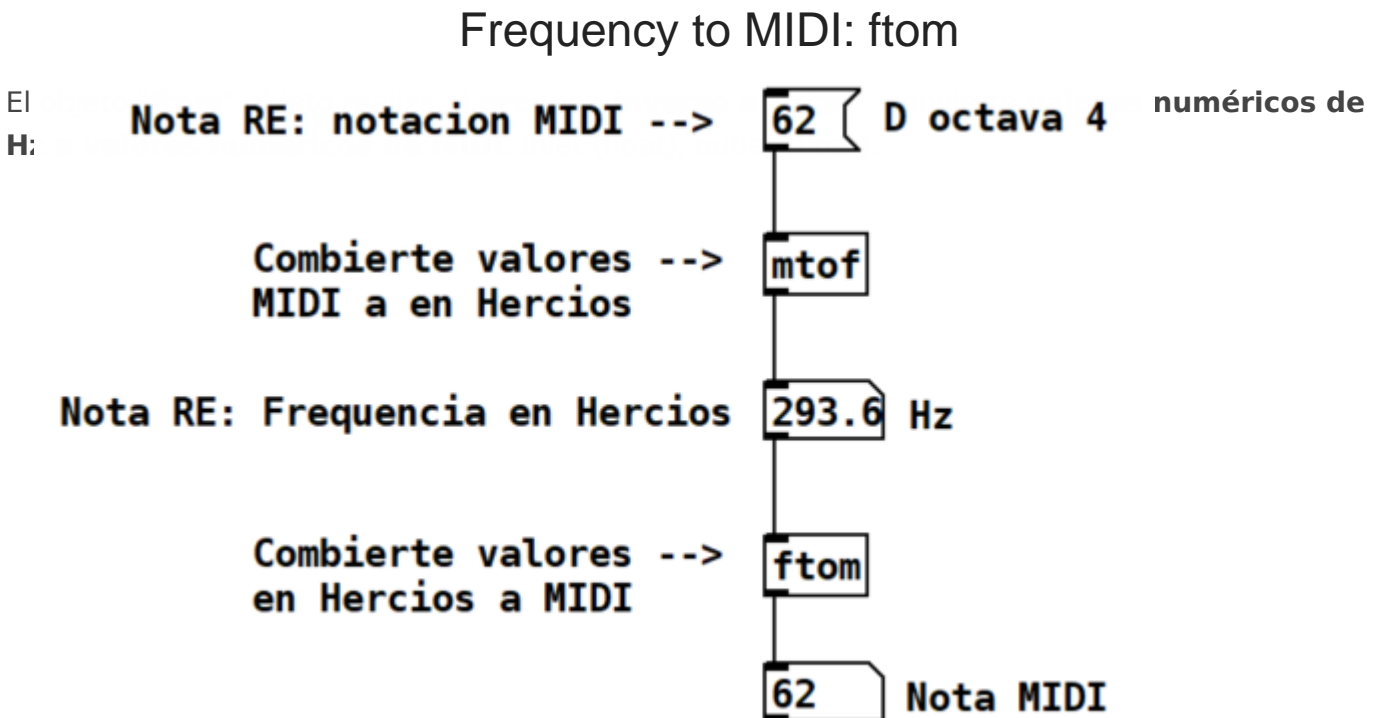 Frequency to MIDI: ftom
El numéricos de
Nota RE: notacion MIDI --> 62 D octava 4
Combierte valores --> mtof
MIDI a en Hercios
Nota RE: Frequencia en Hercios 293.6 Hz
Combierte valores --> ftom
en Hercios a MIDI
62 Nota MIDI